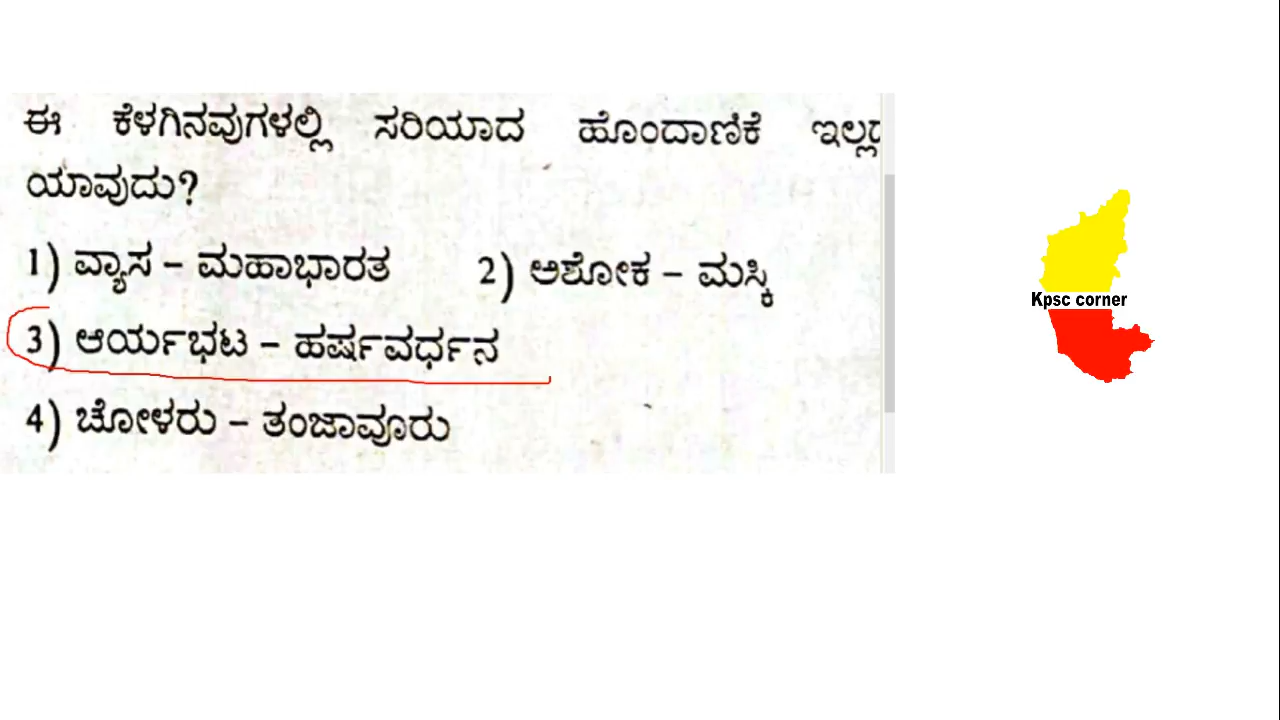 ಈ ಕೆಳಗಿನವುಗಳಲ್ಲಿ ಸರಿಯಾದ ಹೊಂದಾಣಿಕೆ
ಯಾವುದು?
1) ವ್ಯಾಸ – ಮಹಾಭಾರತ 2) ಅಶೋಕ – ಮಸ್ಕಿ
3) ಆರ್ಯಭಟ – ಹರ್ಷವರ್ಧನ
4) ಚೋಳರು – ತಂಜಾವೂರು
Kpsc corner